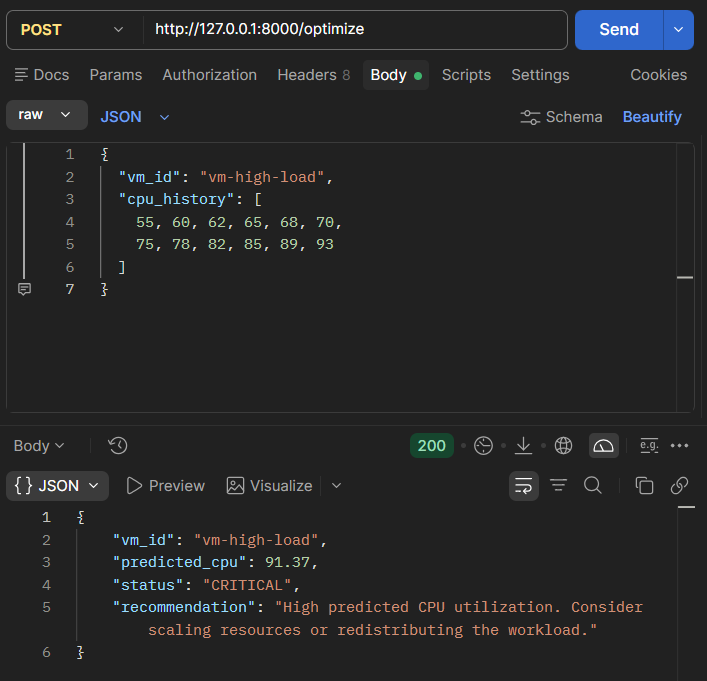 POST http://127.0.0.1:8000/optimize Send
Docs Params Authorization Headers 8 Body Scripts Settings Cookies
raw JSON Schema Beautify
1 {
2 "vm_id": "vm-high-load",
3 "cpu_history": [
4 55, 60, 62, 65, 68, 70,
5 75, 78, 82, 85, 89, 93
6 ]
7 }
Body 200 e.g.
{} JSON Preview Visualize
1 {
2 "vm_id": "vm-high-load",
3 "predicted_cpu": 91.37,
4 "status": "CRITICAL",
5 "recommendation": "High predicted CPU utilization. Consider
scaling resources or redistributing the workload."
6 }